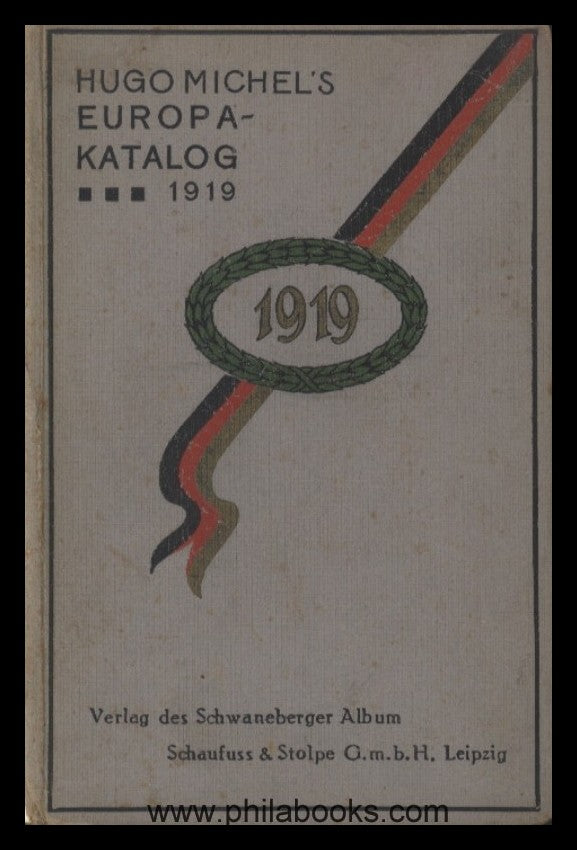 HUGO MICHEL'S
EUROPA-
KATALOG
1919
1919
Verlag des Schwaneberger Album
Schaufuss & Stolpe G.m.b.H. Leipzig
www.philabooks.com